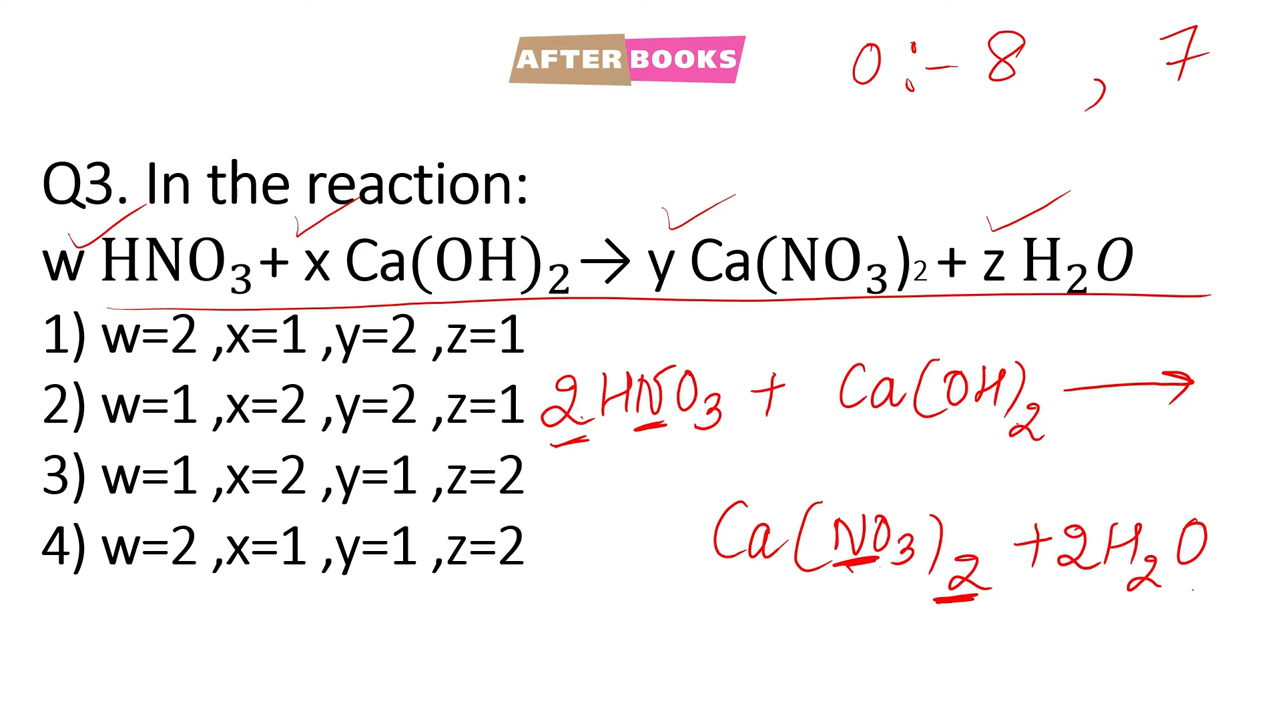 AFTER BOOKS
O :- 8 , 7
Q3. In the reaction:
w HNO₃ + x Ca(OH)₂ → y Ca(NO₃)₂ + z H₂O
1) w=2 ,x=1 ,y=2 ,z=1
2) w=1 ,x=2 ,y=2 ,z=1
3) w=1 ,x=2 ,y=1 ,z=2
4) w=2 ,x=1 ,y=1 ,z=2
2HNO₃ + Ca(OH)₂ →
Ca(NO₃)₂ + 2H₂O